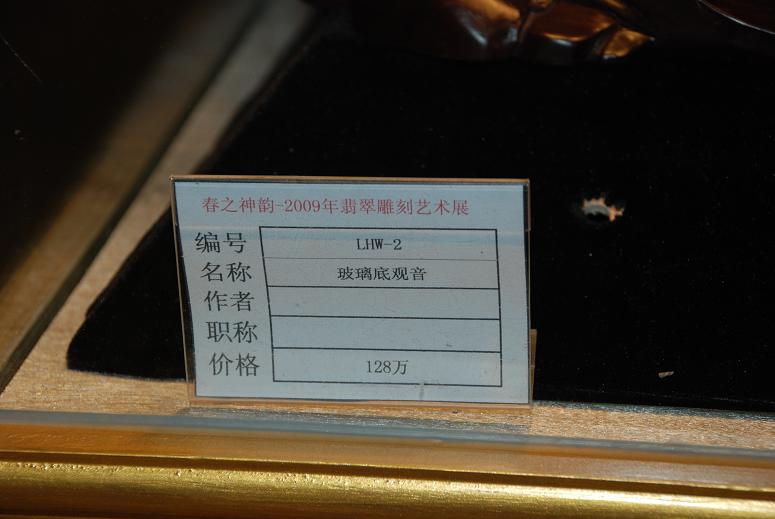 春之神韵-2009年翡翠雕刻艺术展
编号 LHW-2
名称 玻璃底观音
作者
职称
价格 128万